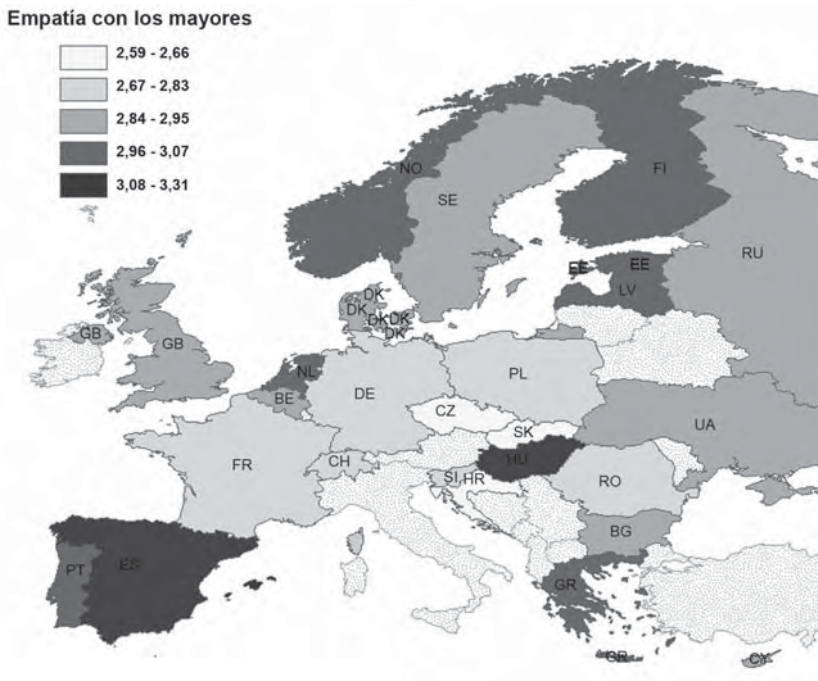 Empatía con los mayores
2,59 - 2,66
2,67 - 2,83
2,84 - 2,95
2,96 - 3,07
3,08 - 3,31
NO
FI
SE
RU
EE
EE
LV
DK
DK
DK
DK
DK
GB
GB
NL
BE
DE
PL
CZ
SK
UA
FR
CH
HU
SI
HR
RO
BG
PT
ES
GR
GR
CY